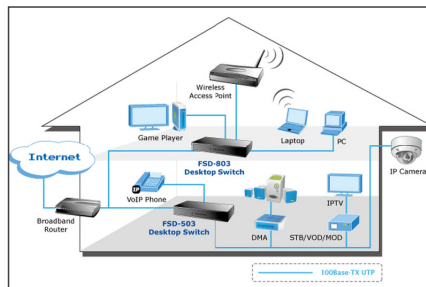 Wireless
Access Point
Game Player
Laptop
PC
FSD-803
Desktop Switch
Internet
IP Camera
IP
VoIP Phone
Broadband
Router
FSD-503
Desktop Switch
DMA
IPTV
STB/VOD/MOD
100Base-TX UTP